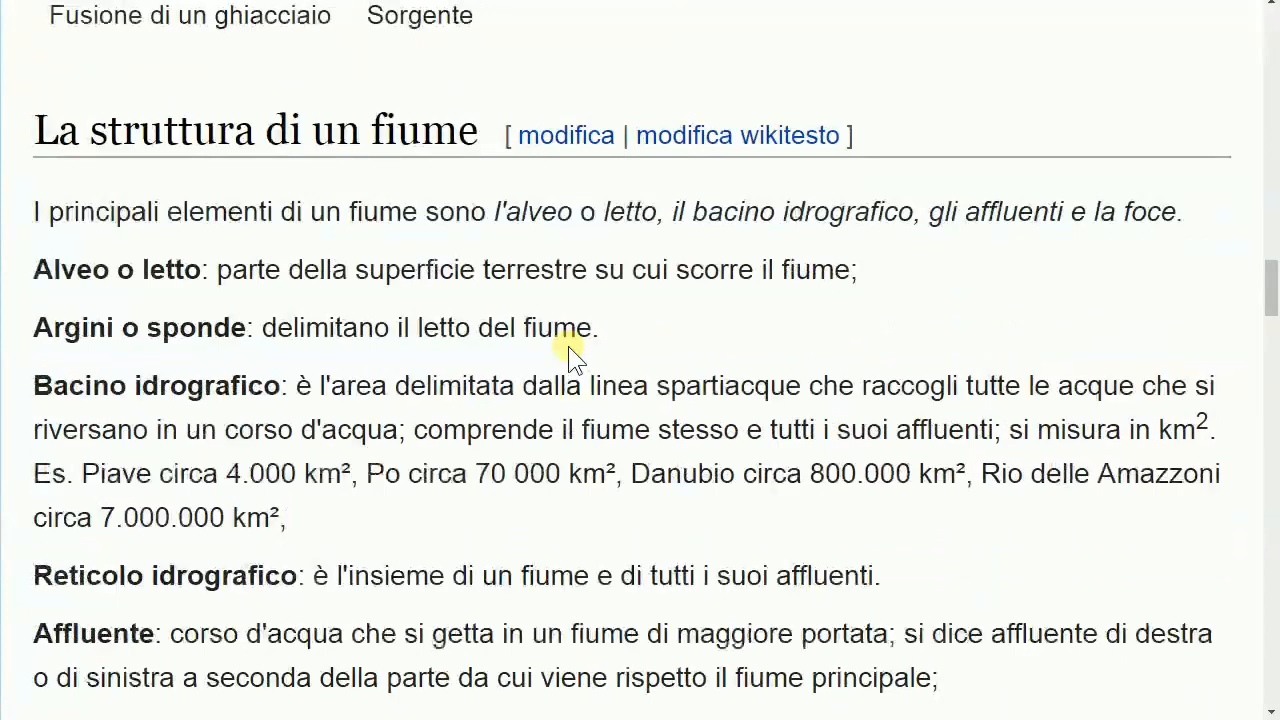 Fusione di un ghiacciaio Sorgente
La struttura di un fiume [ modifica | modifica wikitesto ]
I principali elementi di un fiume sono l'alveo o letto, il bacino idrografico, gli affluenti e la foce.
Alveo o letto: parte della superficie terrestre su cui scorre il fiume;
Argini o sponde: delimitano il letto del fiume.
Bacino idrografico: è l'area delimitata dalla linea spartiacque che raccogli tutte le acque che si
riversano in un corso d'acqua; comprende il fiume stesso e tutti i suoi affluenti; si misura in km².
Es. Piave circa 4.000 km², Po circa 70 000 km², Danubio circa 800.000 km², Rio delle Amazzoni
circa 7.000.000 km²,
Reticolo idrografico: è l'insieme di un fiume e di tutti i suoi affluenti.
Affluente: corso d'acqua che si getta in un fiume di maggiore portata; si dice affluente di destra
o di sinistra a seconda della parte da cui viene rispetto il fiume principale;